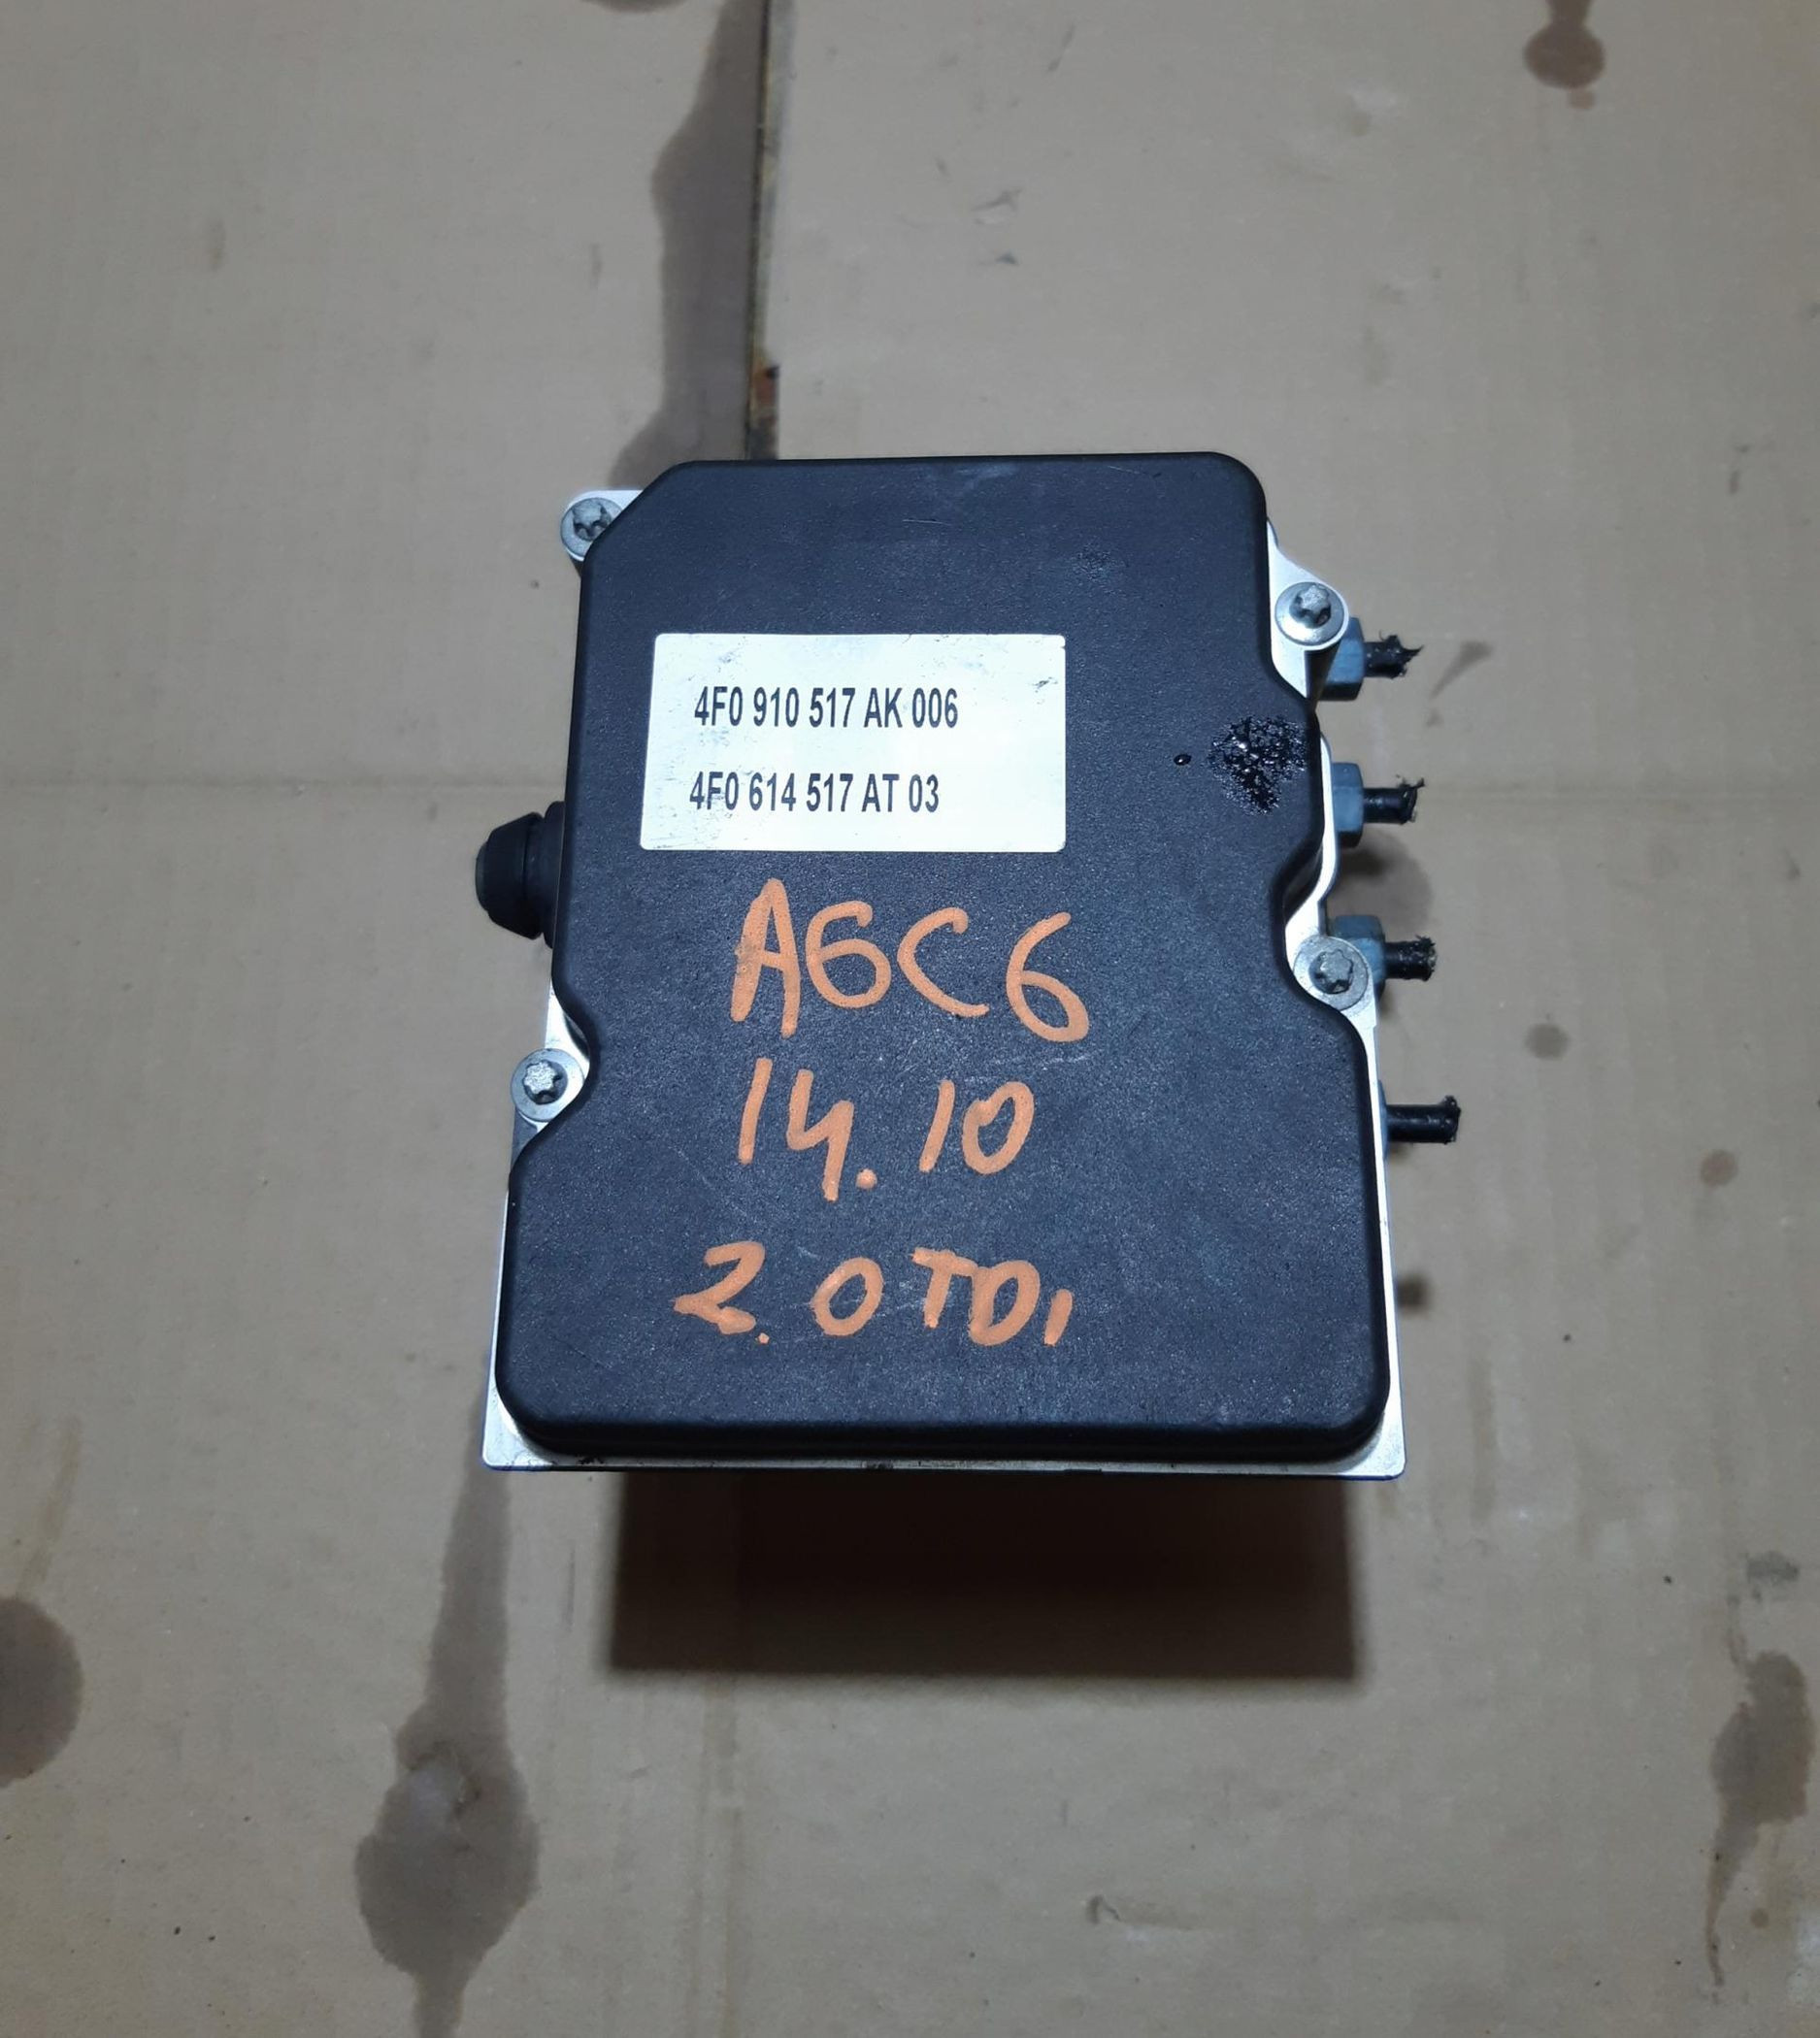 4F0 910 517 AK 006
4F0 614 517 AT 03
A6C6
14.10
2.0TDI